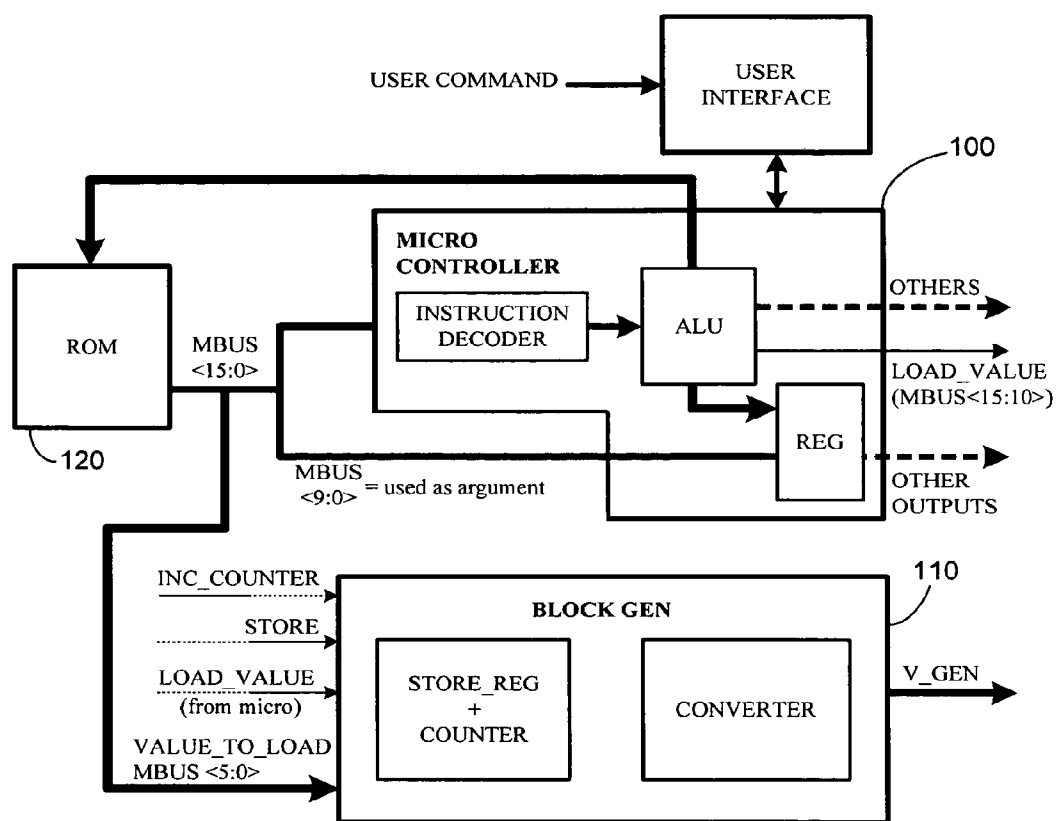 USER COMMAND
USER
INTERFACE
100
MICRO
CONTROLLER
INSTRUCTION
DECODER
ALU
OTHERS
LOAD_VALUE
(MBUS<15:10>)
ROM
MBUS
<15:0>
120
REG
MBUS
<9:0> = used as argument
OTHER
OUTPUTS
INC_COUNTER
STORE
LOAD_VALUE
(from micro)
VALUE_TO_LOAD
MBUS <5:0>
110
BLOCK GEN
STORE_REG
+
COUNTER
CONVERTER
V_GEN